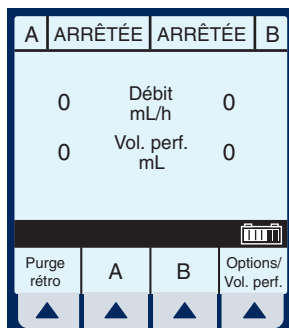 A ARRÊTÉE ARRÊTÉE B
0 Débit 0
mL/h
0 Vol. perf. 0
mL
Purge rétro A B Options/ Vol. perf.